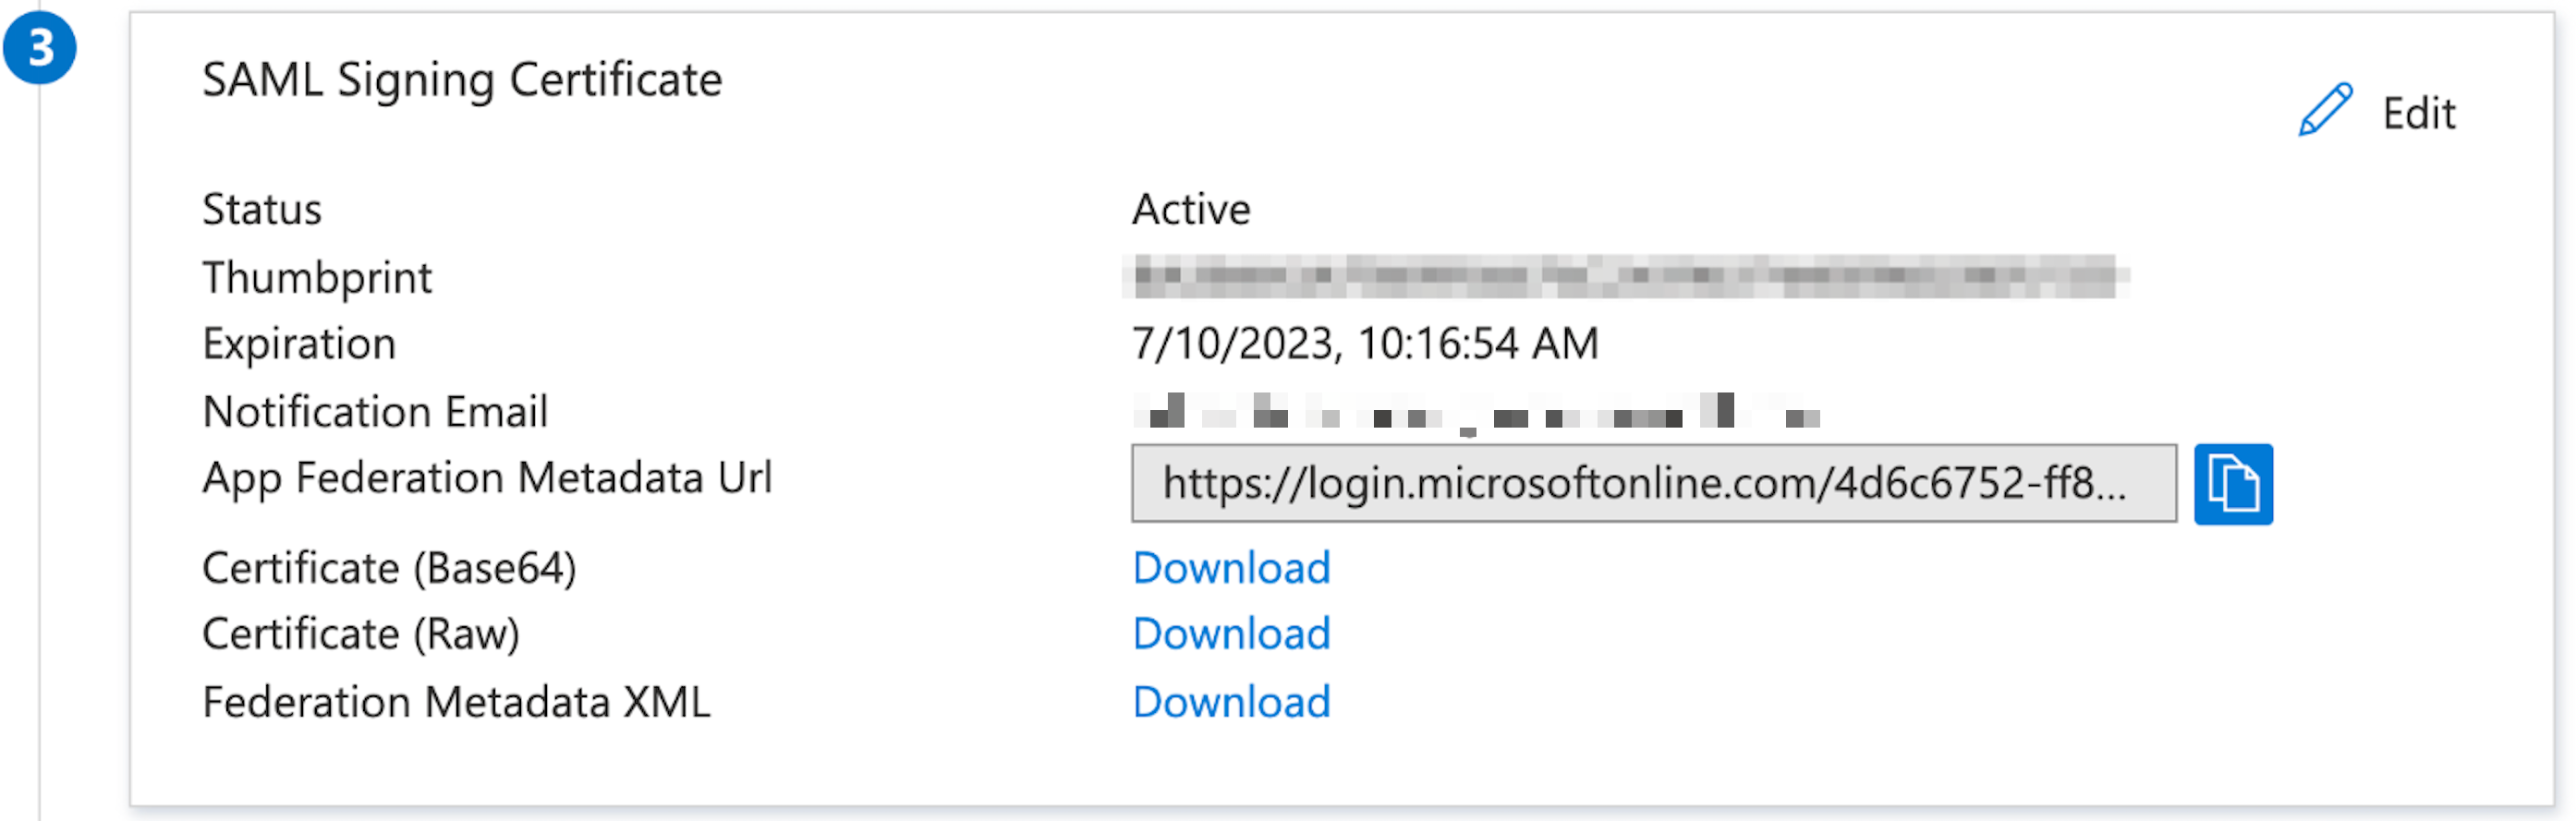 3
SAML Signing Certificate
Edit
Status Active
Thumbprint
Expiration 7/10/2023, 10:16:54 AM
Notification Email
App Federation Metadata Url https://login.microsoftonline.com/4d6c6752-ff8...
Certificate (Base64) Download
Certificate (Raw) Download
Federation Metadata XML Download